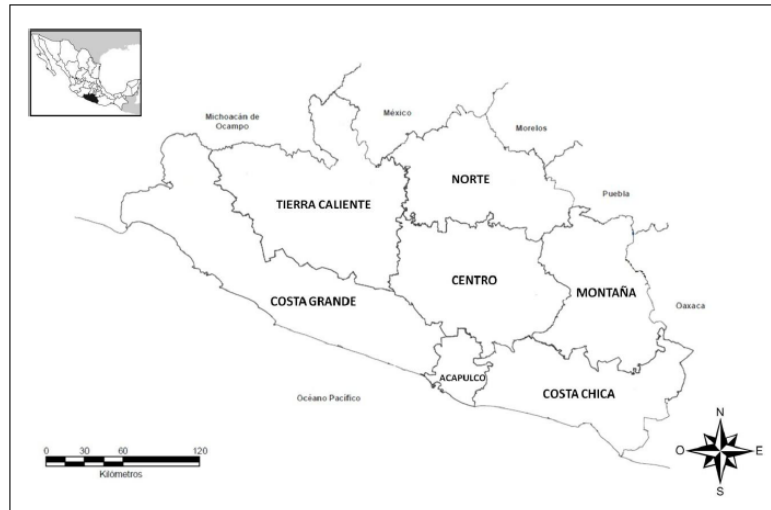 Michoacán de
Ocampo
México
Morelos
NORTE
Puebla
TIERRA CALIENTE
CENTRO
MONTAÑA
COSTA GRANDE
Oaxaca
ACAPULCO
COSTA CHICA
Océano Pacífico
N
O
E
S
0 30 60 120
Kilómetros